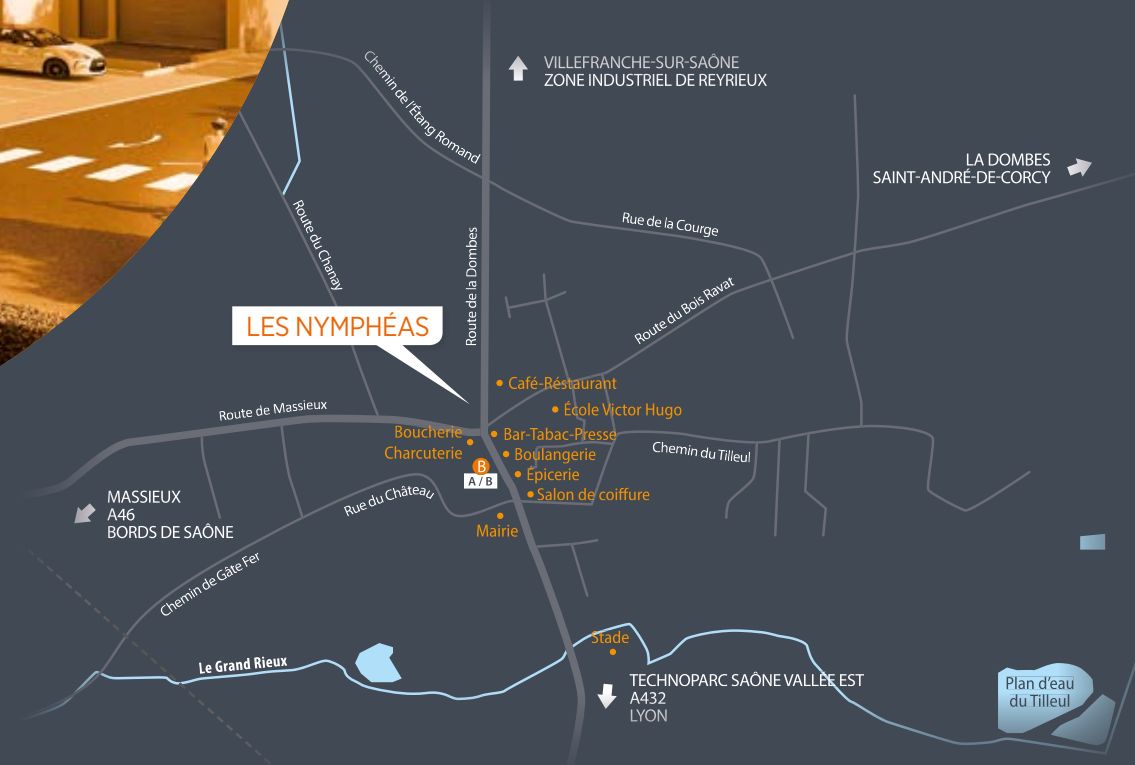 VILLEFRANCHE-SUR-SAÔNE
ZONE INDUSTRIEL DE REYRIEUX
Chemin de l'Étang Romand
LA DOMBES
SAINT-ANDRÉ-DE-CORCY
Rue de la Courge
Route du Chanay
Route de la Dombes
Route du Bois Ravat
LES NYMPHÉAS
Café-Réstaurant
École Victor Hugo
Route de Massieux
Boucherie
Charcuterie
Bar-Tabac-Presse
Boulangerie
Chemin du Tilleul
B
A / B
Épicerie
Salon de coiffure
Rue du Château
MASSIEUX
A46
BORDS DE SAÔNE
Mairie
Chemin de Gâte Fer
Stade
Le Grand Rieux
TECHNOPARC SAÔNE VALLÉE EST
A432
LYON
Plan d'eau
du Tilleul